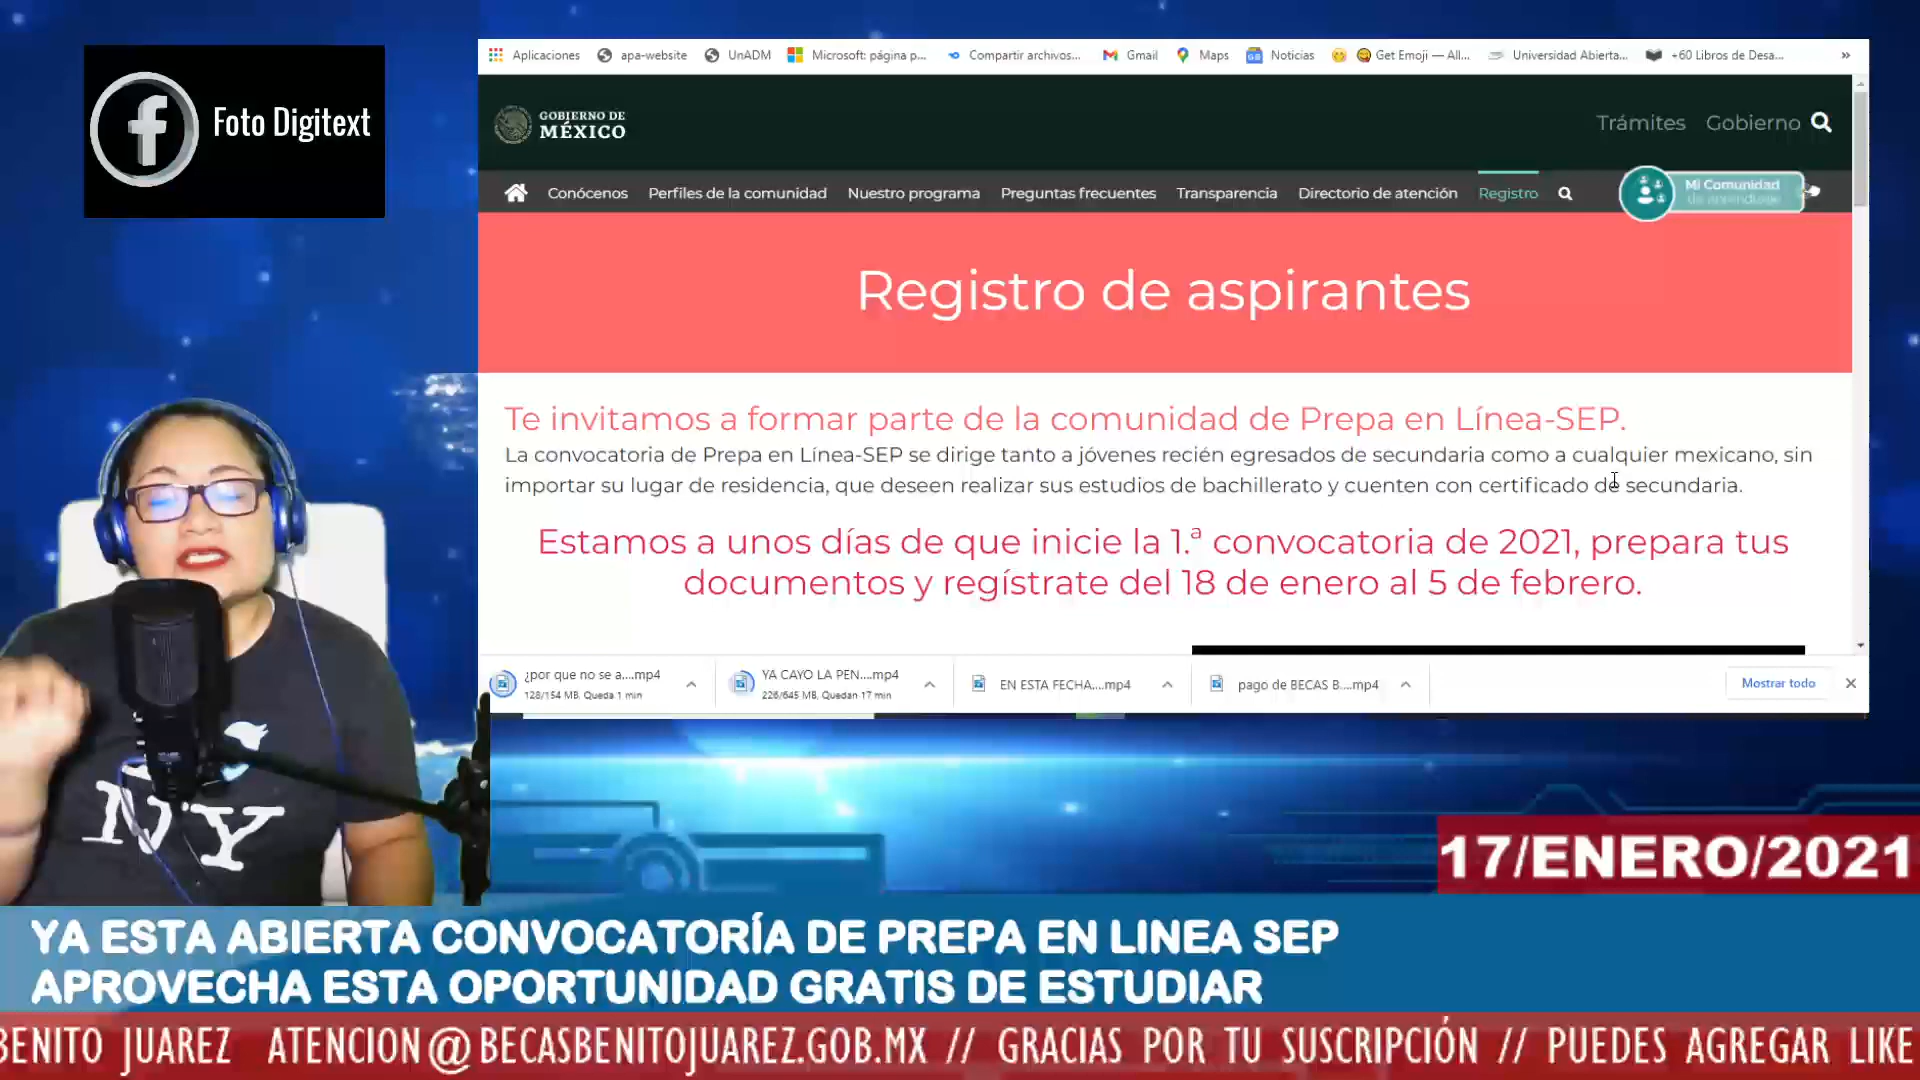 Foto Digitext
Aplicaciones apa-website UnADM Microsoft: página p... Compartir archivos... Gmail Maps Noticias Get Emoji — All... Universidad Abierta... +60 Libros de Desa... »
GOBIERNO DE
MÉXICO
Trámites Gobierno
Conócenos Perfiles de la comunidad Nuestro programa Preguntas frecuentes Transparencia Directorio de atención Registro
Mi Comunidad
de aprendizaje
Registro de aspirantes
Te invitamos a formar parte de la comunidad de Prepa en Línea-SEP.
La convocatoria de Prepa en Línea-SEP se dirige tanto a jóvenes recién egresados de secundaria como a cualquier mexicano, sin
importar su lugar de residencia, que deseen realizar sus estudios de bachillerato y cuenten con certificado de secundaria.
Estamos a unos días de que inicie la 1.ª convocatoria de 2021, prepara tus
documentos y regístrate del 18 de enero al 5 de febrero.
¿por que no se a....mp4
128/154 MB, Queda 1 min
YA CAYO LA PEN....mp4
226/645 MB, Quedan 17 min
EN ESTA FECHA....mp4
pago de BECAS B....mp4
Mostrar todo
NY
17/ENERO/2021
YA ESTA ABIERTA CONVOCATORÍA DE PREPA EN LINEA SEP
APROVECHA ESTA OPORTUNIDAD GRATIS DE ESTUDIAR
BENITO JUAREZ ATENCION@BECASBENITOJUAREZ.GOB.MX // GRACIAS POR TU SUSCRIPCIÓN // PUEDES AGREGAR LIKE